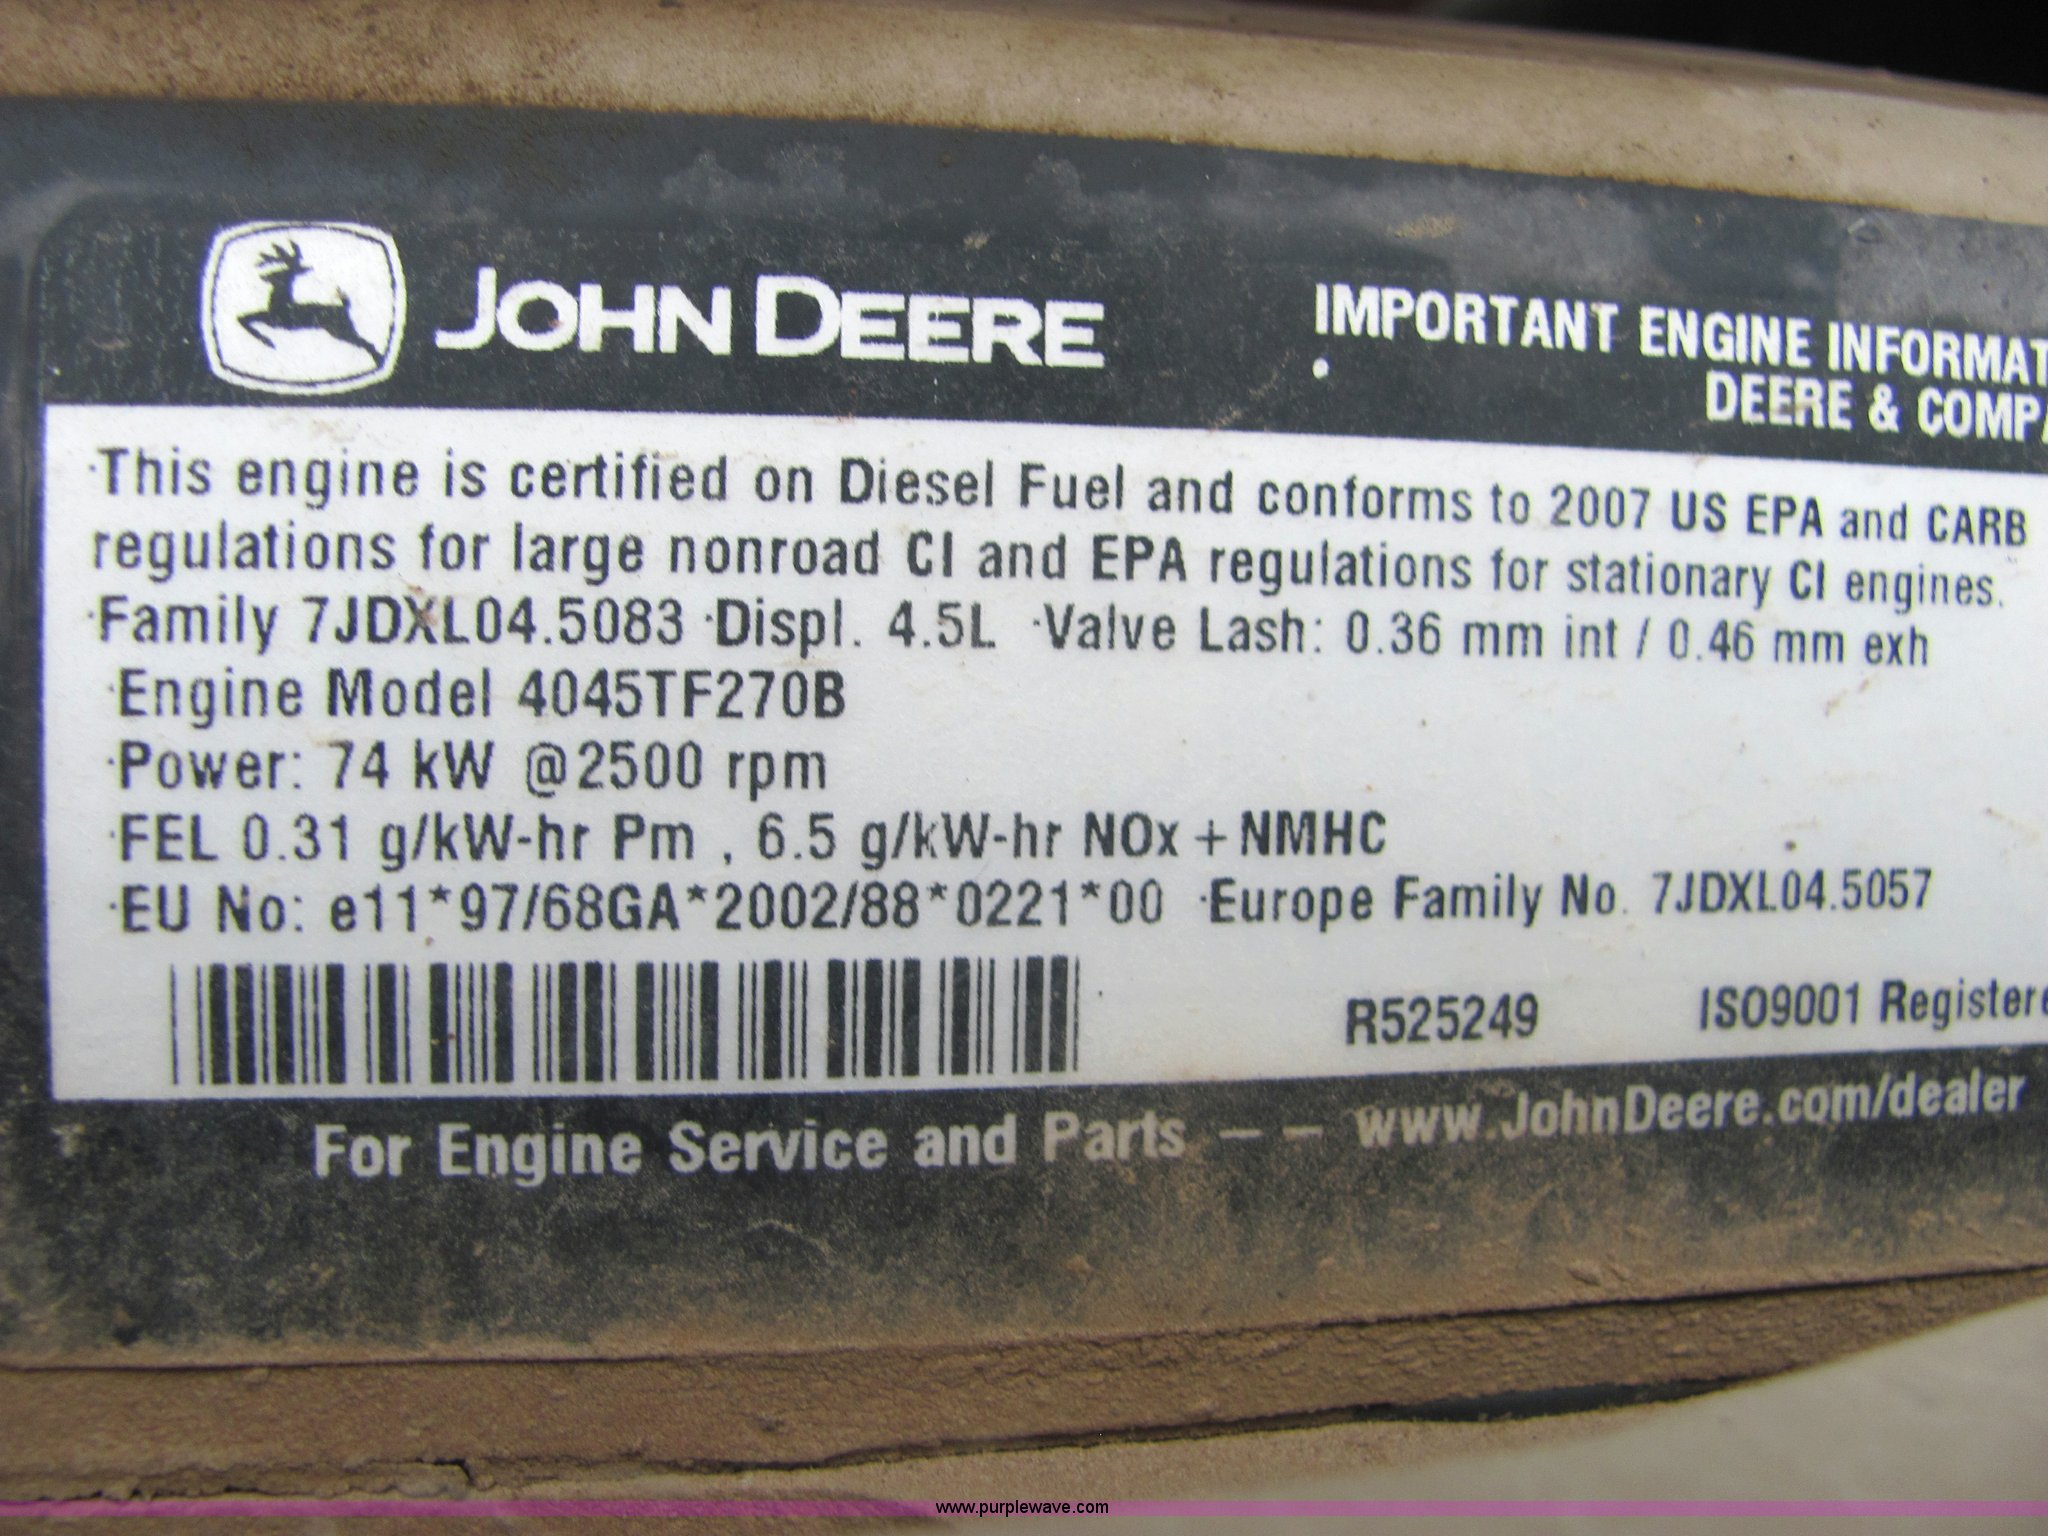 JOHN DEERE
IMPORTANT ENGINE INFORMAT
DEERE & COMPA
·This engine is certified on Diesel Fuel and conforms to 2007 US EPA and CARB
regulations for large nonroad CI and EPA regulations for stationary CI engines.
·Family 7JDXL04.5083 ·Displ. 4.5L ·Valve Lash: 0.36 mm int / 0.46 mm exh
·Engine Model 4045TF270B
·Power: 74 kW @2500 rpm
·FEL 0.31 g/kW-hr Pm , 6.5 g/kW-hr NOx + NMHC
·EU No: e11*97/68GA*2002/88*0221*00 ·Europe Family No. 7JDXL04.5057
R525249 ISO9001 Registere
For Engine Service and Parts – – www.JohnDeere.com/dealer
www.purplewave.com